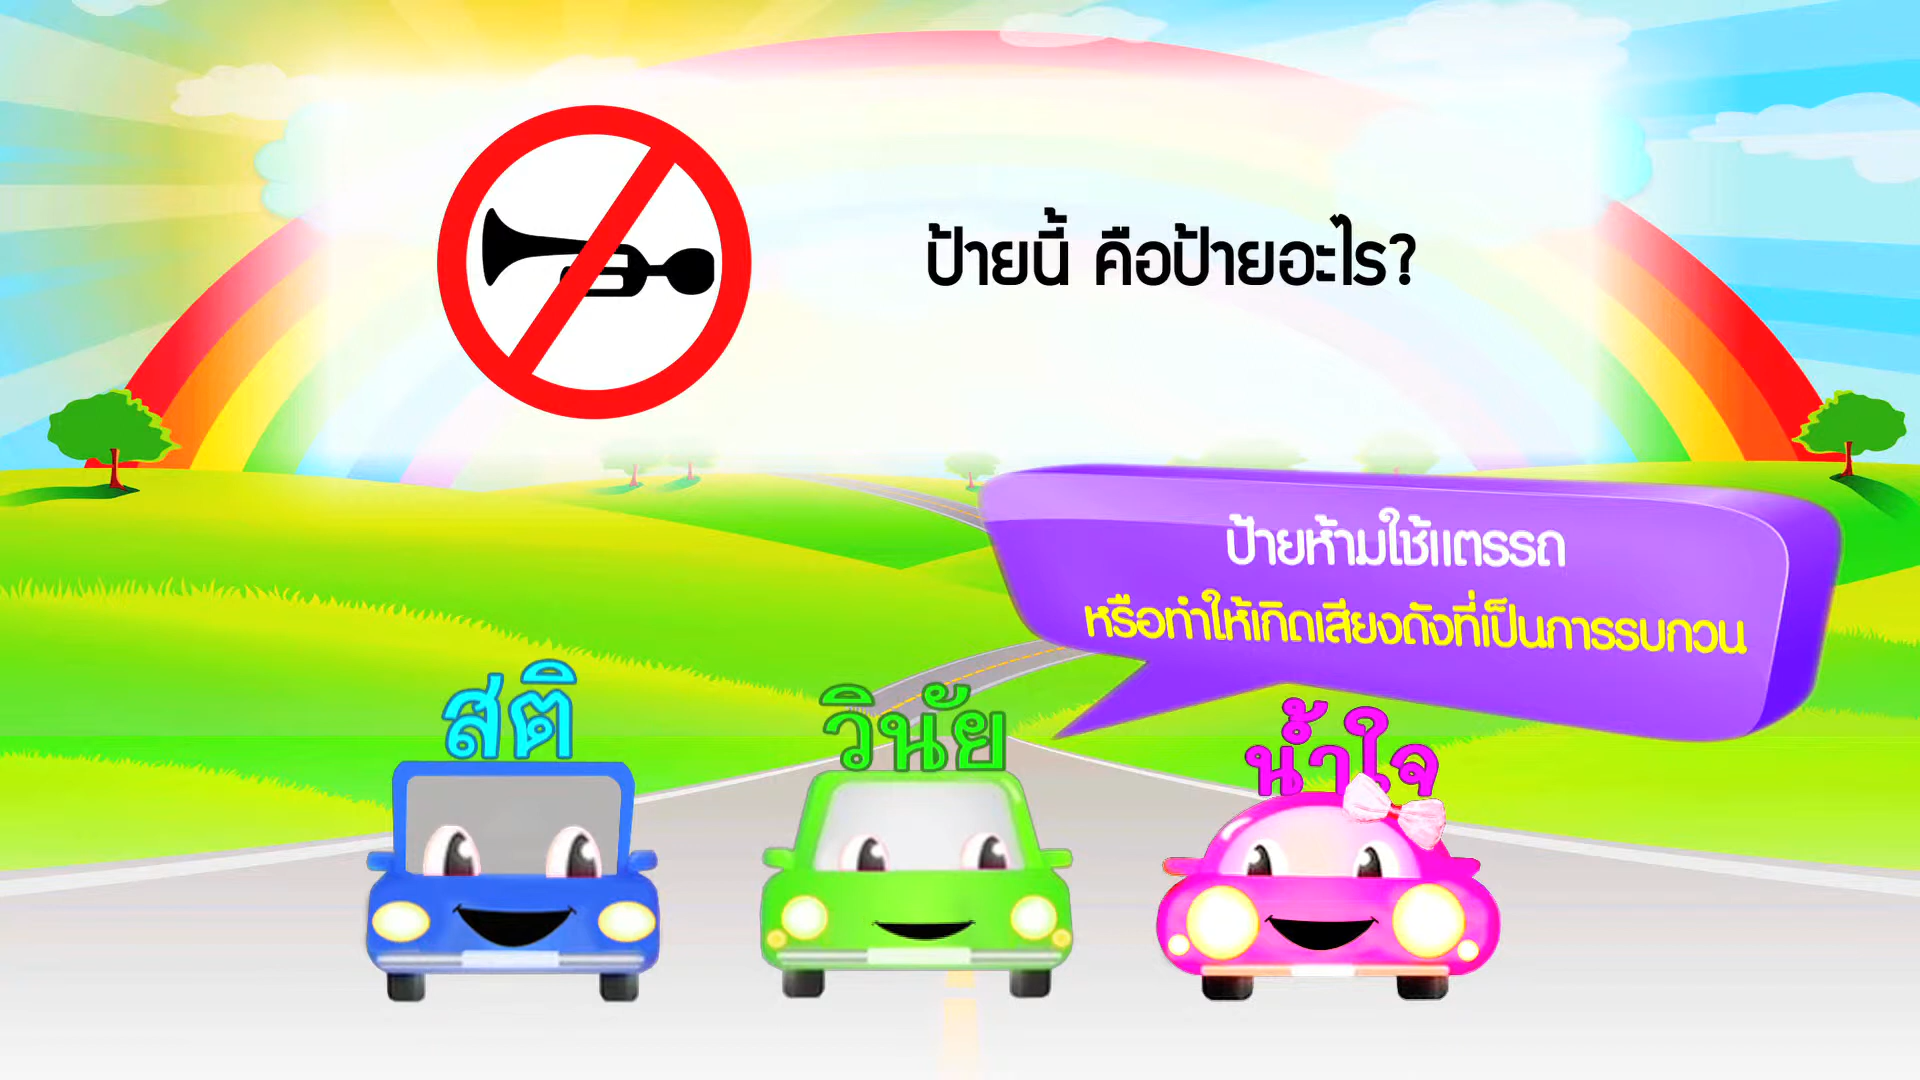 ป้ายนี้ คือป้ายอะไร?
ป้ายห้ามใช้แตรรถ
หรือทำให้เกิดเสียงดังที่เป็นการรบกวน
สติ
วินัย
น้ำใจ